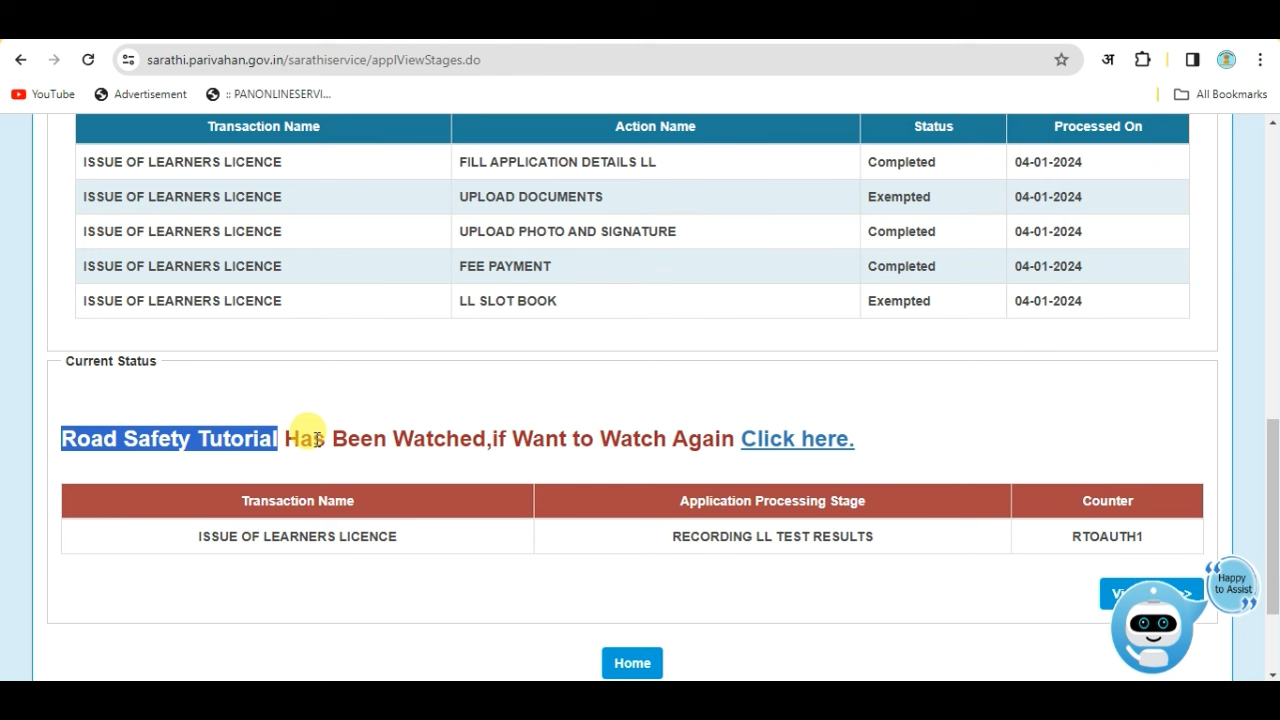 sarathi.parivahan.gov.in/sarathiservice/applViewStages.do
अ
YouTube Advertisement :: PANONLINESERVI... All Bookmarks
Transaction Name Action Name Status Processed On
ISSUE OF LEARNERS LICENCE FILL APPLICATION DETAILS LL Completed 04-01-2024
ISSUE OF LEARNERS LICENCE UPLOAD DOCUMENTS Exempted 04-01-2024
ISSUE OF LEARNERS LICENCE UPLOAD PHOTO AND SIGNATURE Completed 04-01-2024
ISSUE OF LEARNERS LICENCE FEE PAYMENT Completed 04-01-2024
ISSUE OF LEARNERS LICENCE LL SLOT BOOK Exempted 04-01-2024
Current Status
Road Safety Tutorial Has Been Watched,if Want to Watch Again Click here.
Transaction Name Application Processing Stage Counter
ISSUE OF LEARNERS LICENCE RECORDING LL TEST RESULTS RTOAUTH1
Happy
to Assist
Home